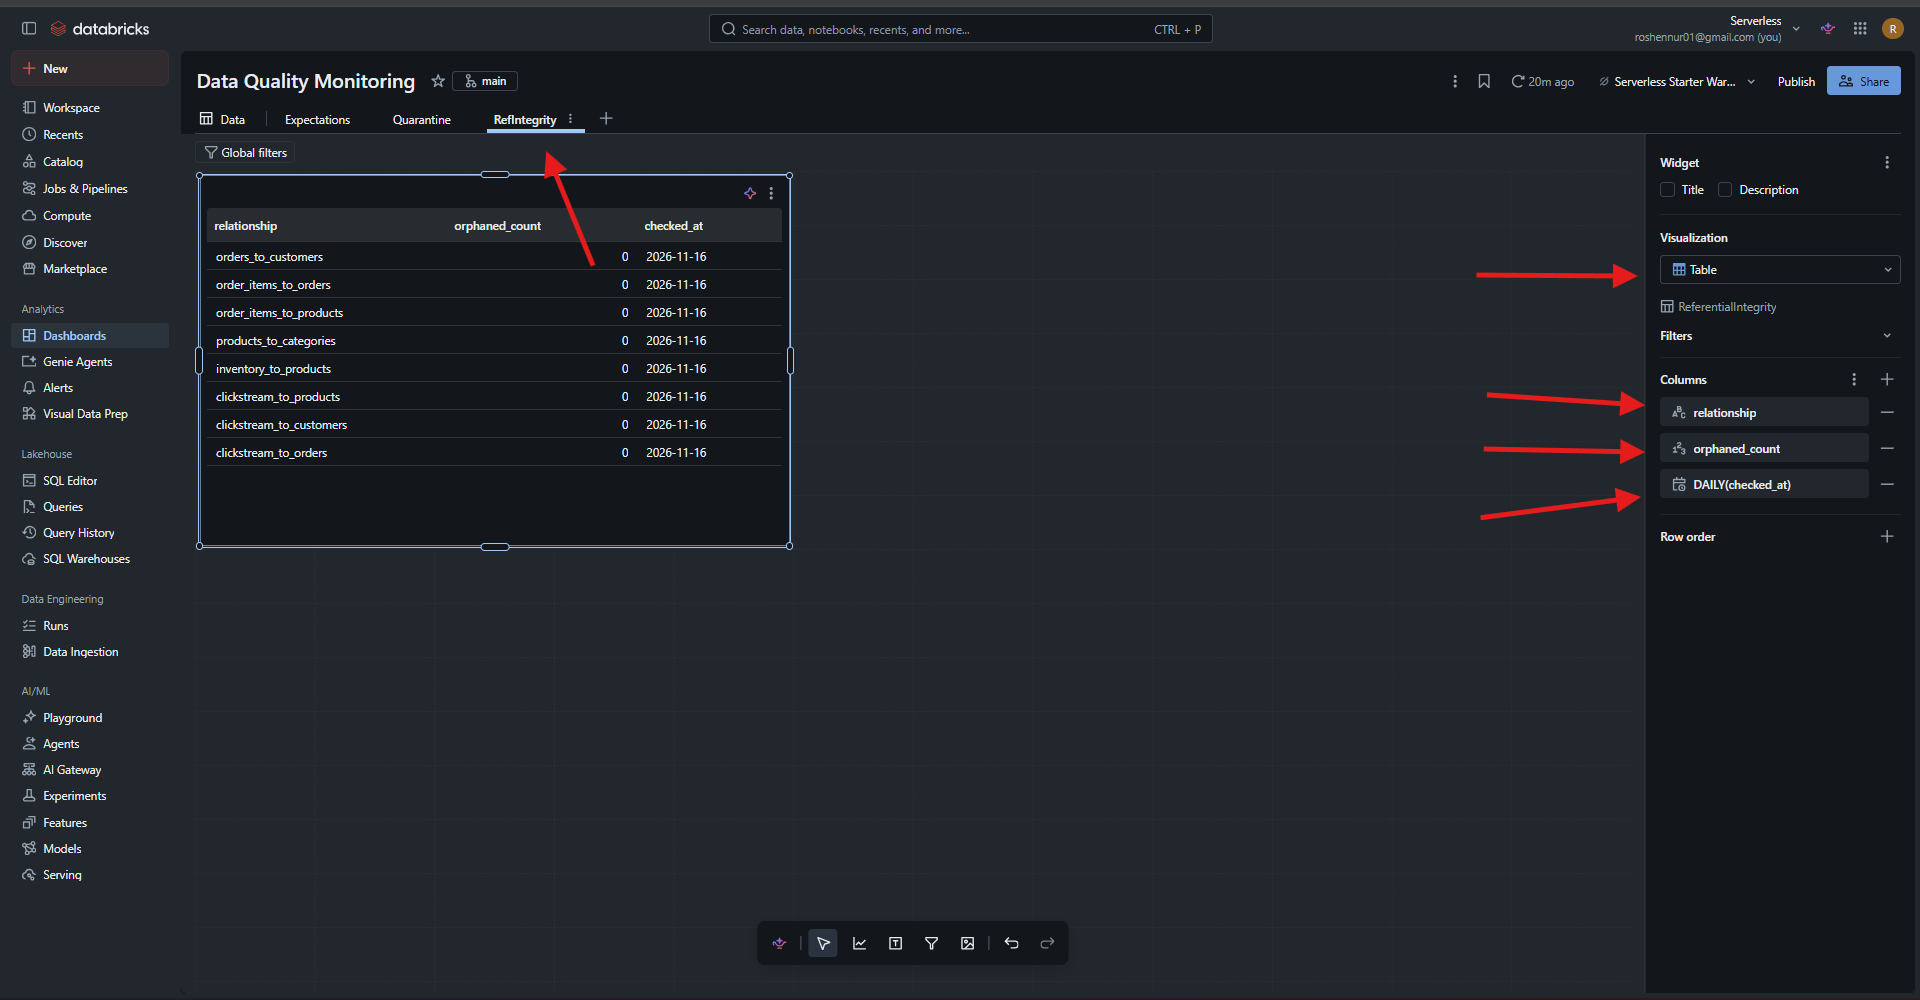 databricks
Search data, notebooks, recents, and more...
CTRL + P
Serverless
roshennur01@gmail.com (you)
R
New
Workspace
Recents
Catalog
Jobs & Pipelines
Compute
Discover
Marketplace
Analytics
Dashboards
Genie Agents
Alerts
Visual Data Prep
Lakehouse
SQL Editor
Queries
Query History
SQL Warehouses
Data Engineering
Runs
Data Ingestion
AI/ML
Playground
Agents
AI Gateway
Experiments
Features
Models
Serving
Data Quality Monitoring
main
20m ago
Serverless Starter War...
Publish
Share
Data
Expectations
Quarantine
RefIntegrity
Global filters
relationship orphaned_count checked_at
orders_to_customers 0 2026-11-16
order_items_to_orders 0 2026-11-16
order_items_to_products 0 2026-11-16
products_to_categories 0 2026-11-16
inventory_to_products 0 2026-11-16
clickstream_to_products 0 2026-11-16
clickstream_to_customers 0 2026-11-16
clickstream_to_orders 0 2026-11-16
Widget
Title
Description
Visualization
Table
ReferentialIntegrity
Filters
Columns
relationship
orphaned_count
DAILY(checked_at)
Row order